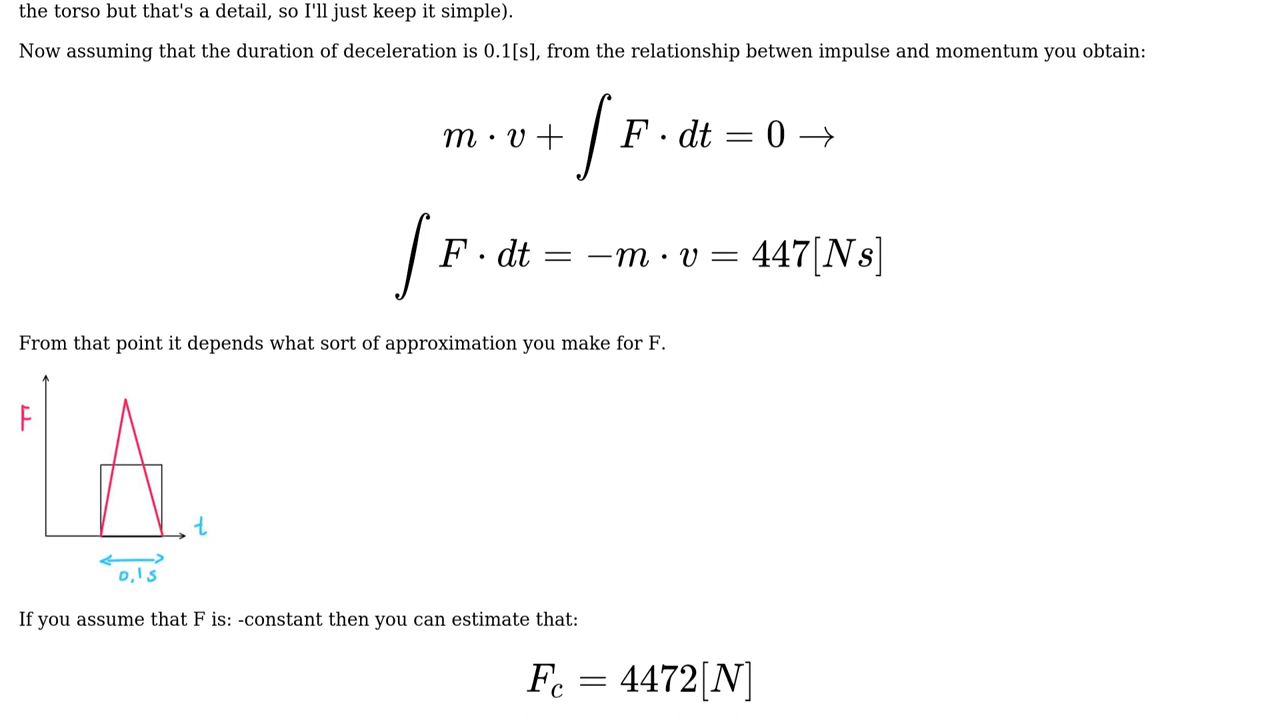 the torso but that's a detail, so I'll just keep it simple).
Now assuming that the duration of deceleration is 0.1[s], from the relationship betwen impulse and momentum you obtain:
m · v + ∫ F · dt = 0 →
∫ F · dt = −m · v = 447[Ns]
From that point it depends what sort of approximation you make for F.
F
t
0,1s
If you assume that F is: -constant then you can estimate that:
F_c = 4472[N]